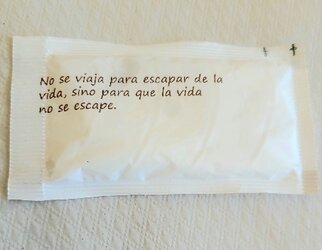 No se viaja para escapar de la
vida, sino para que la vida
no se escape.